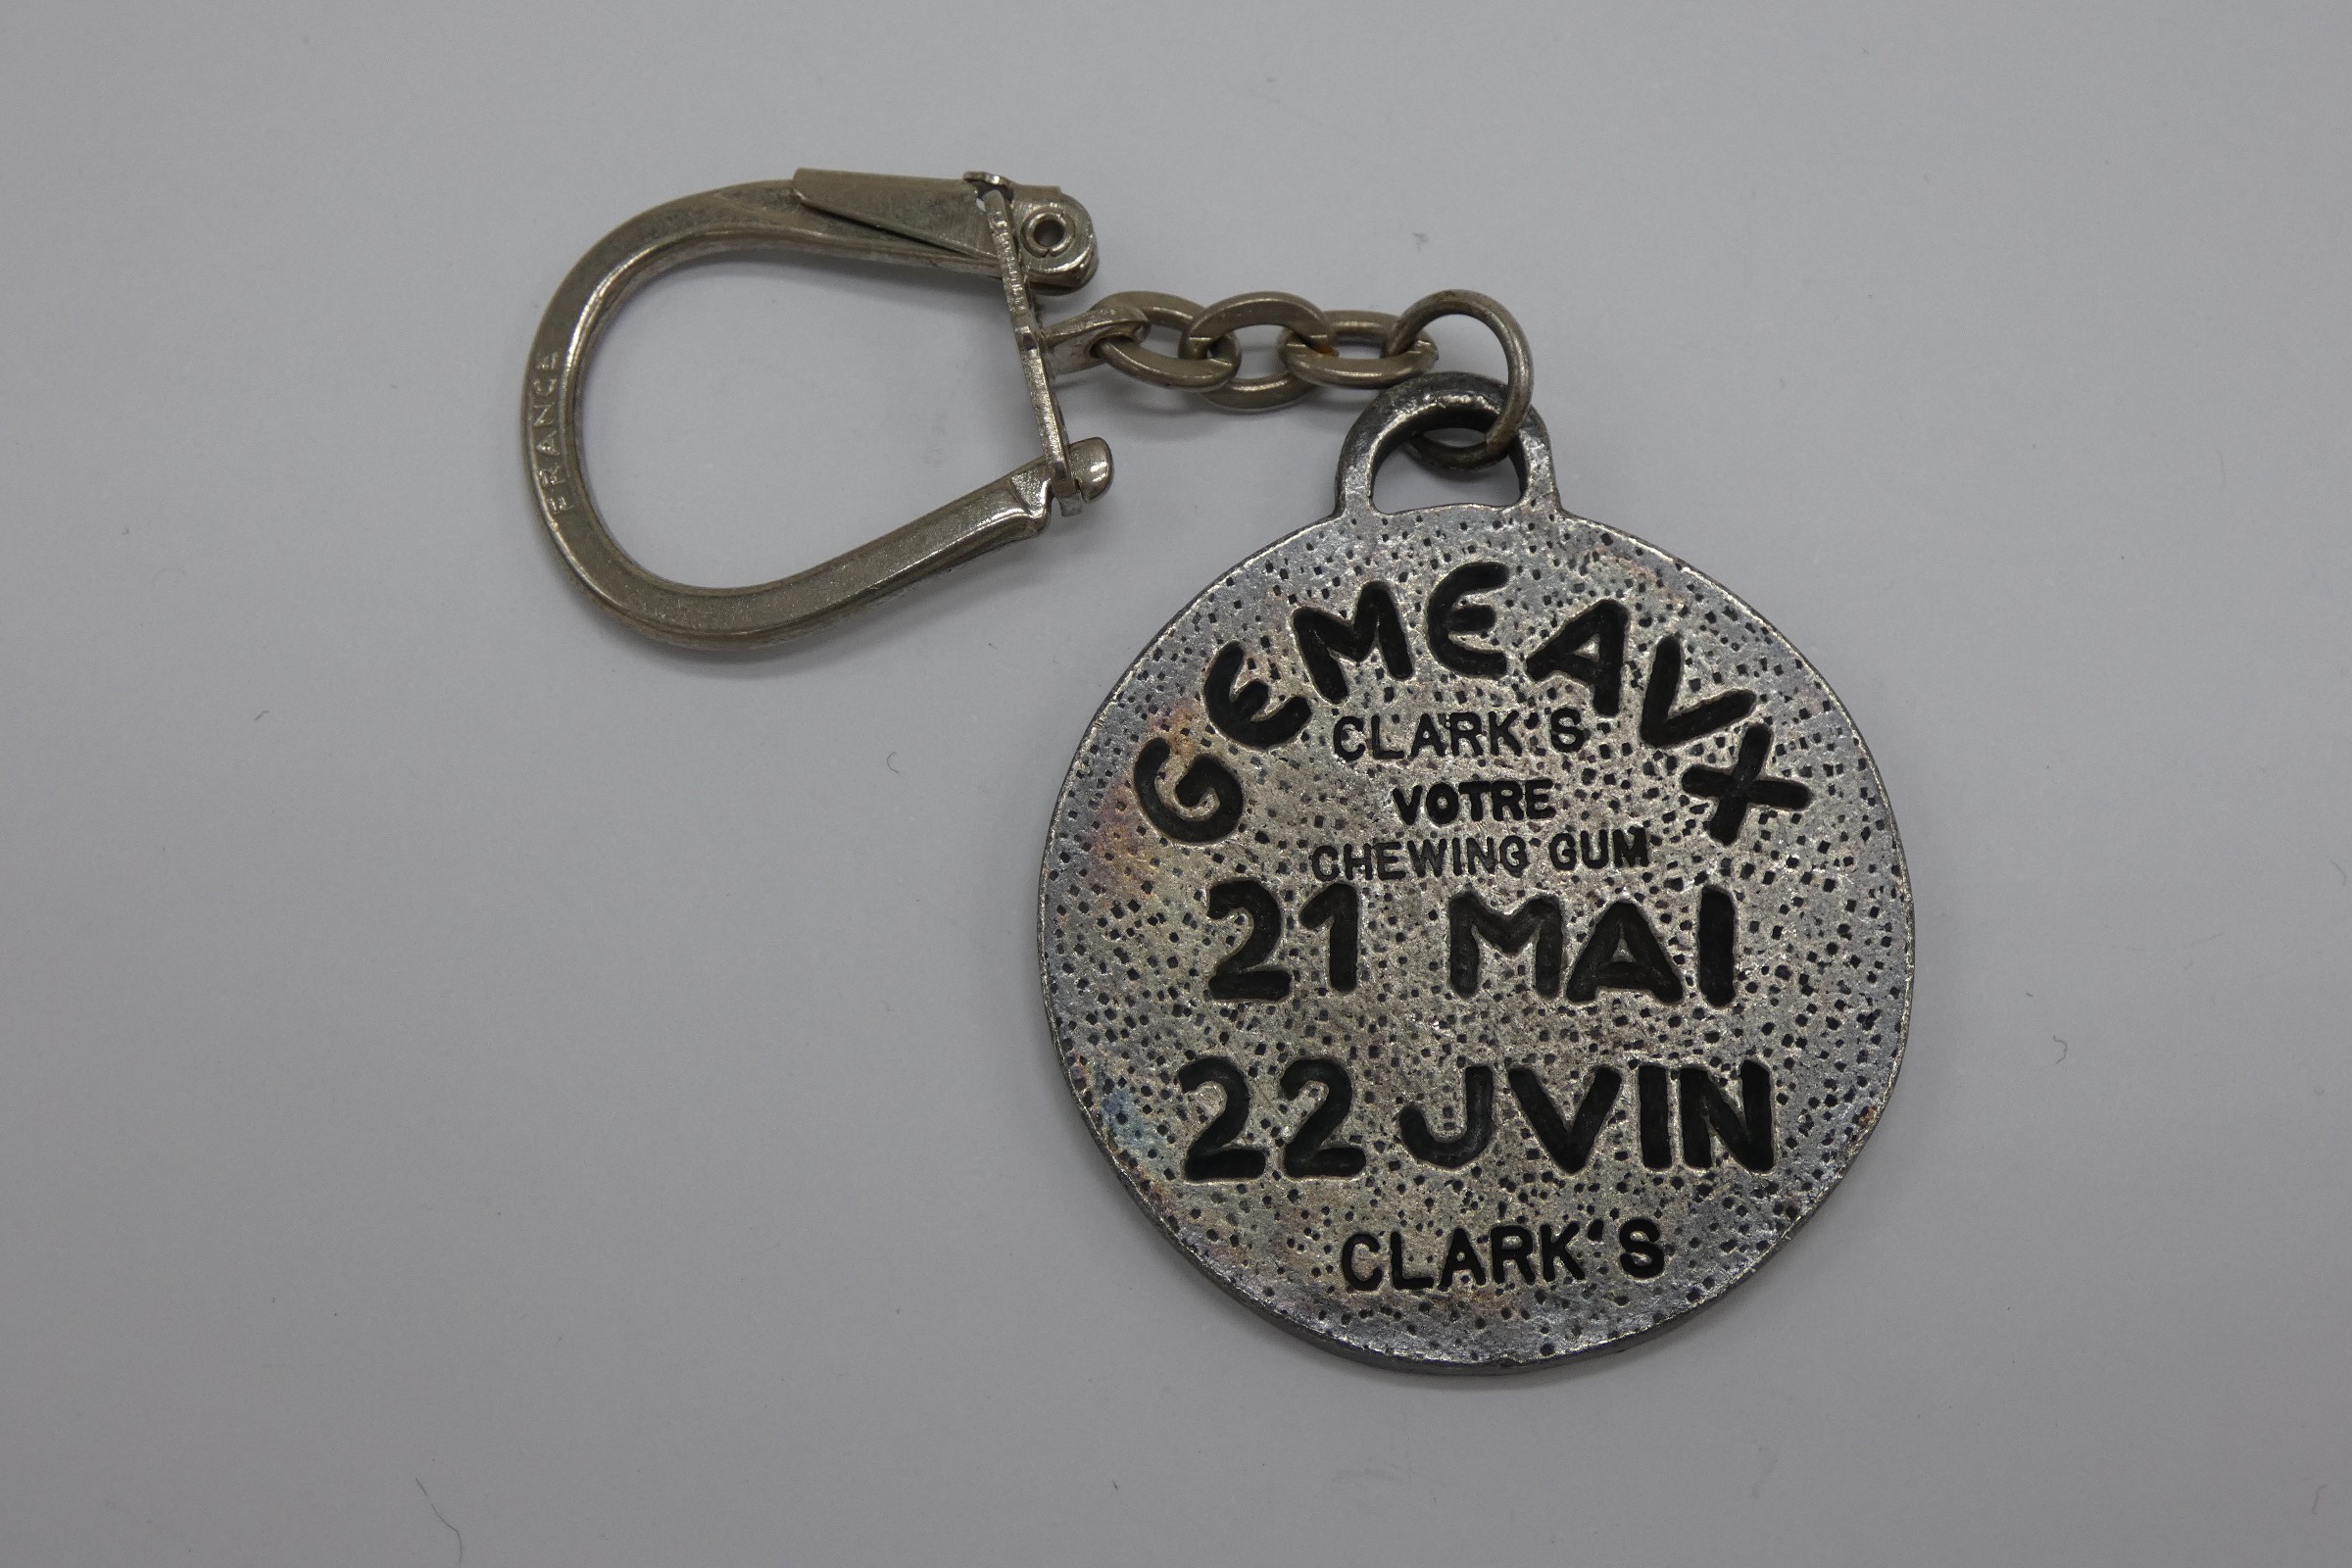 FRANCE
GEMEAVX
CLARK'S
VOTRE
CHEWING GUM
21 MAI
22 JVIN
CLARK'S